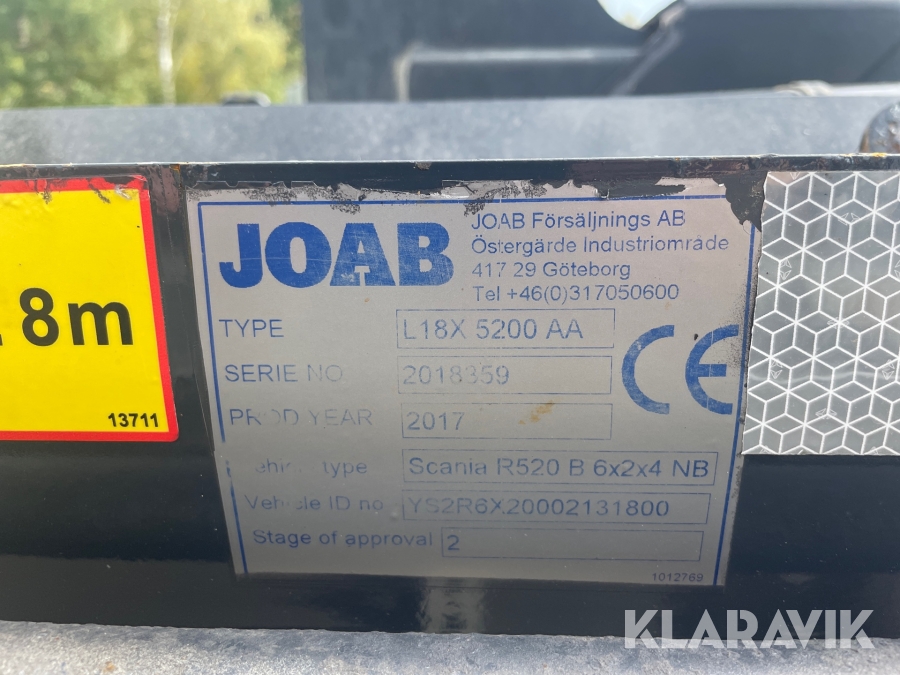 JOAB
JOAB Försäljnings AB
Östergärde Industriområde
417 29 Göteborg
Tel +46(0)317050600
TYPE L18X 5200 AA
SERIE NO. 2018359
PROD YEAR 2017
CE
Vehicle type Scania R520 B 6x2x4 NB
Vehicle ID no YS2R6X20002131800
Stage of approval 2
1012769
8m
13711
KLARAVIK